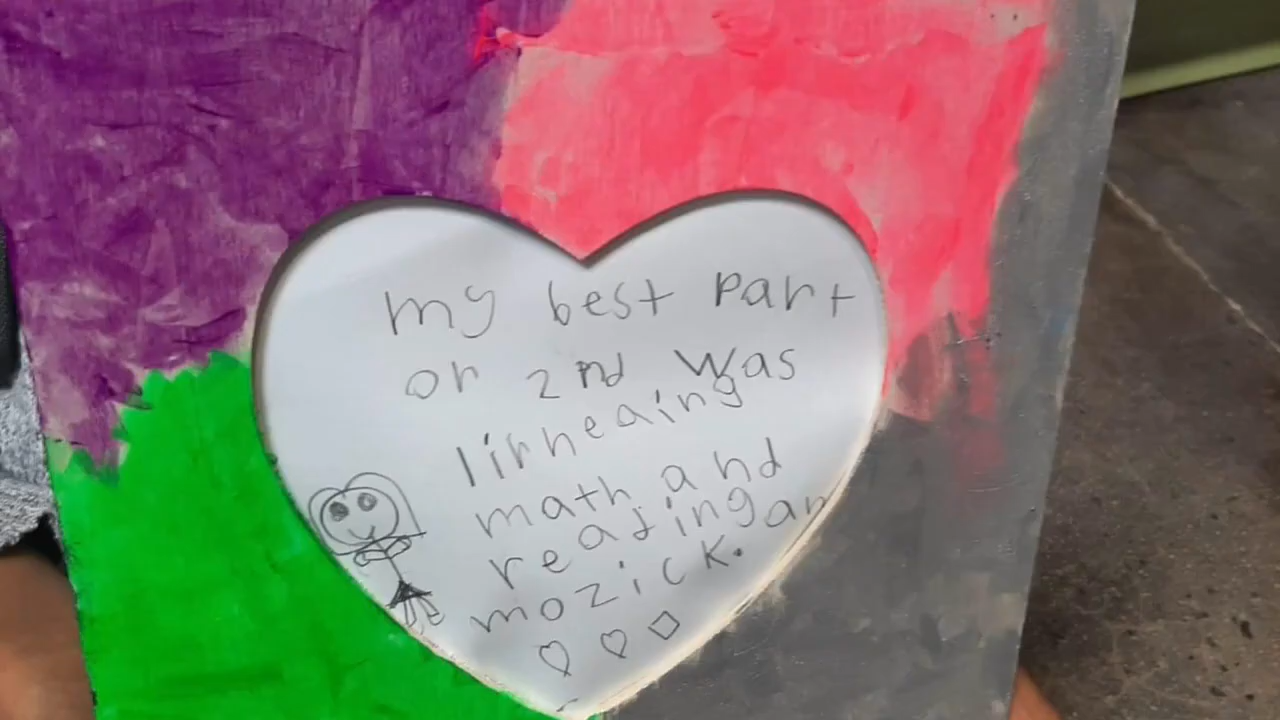 my best part
or 2nd was
lirheaing
math and
reading an
mozick.